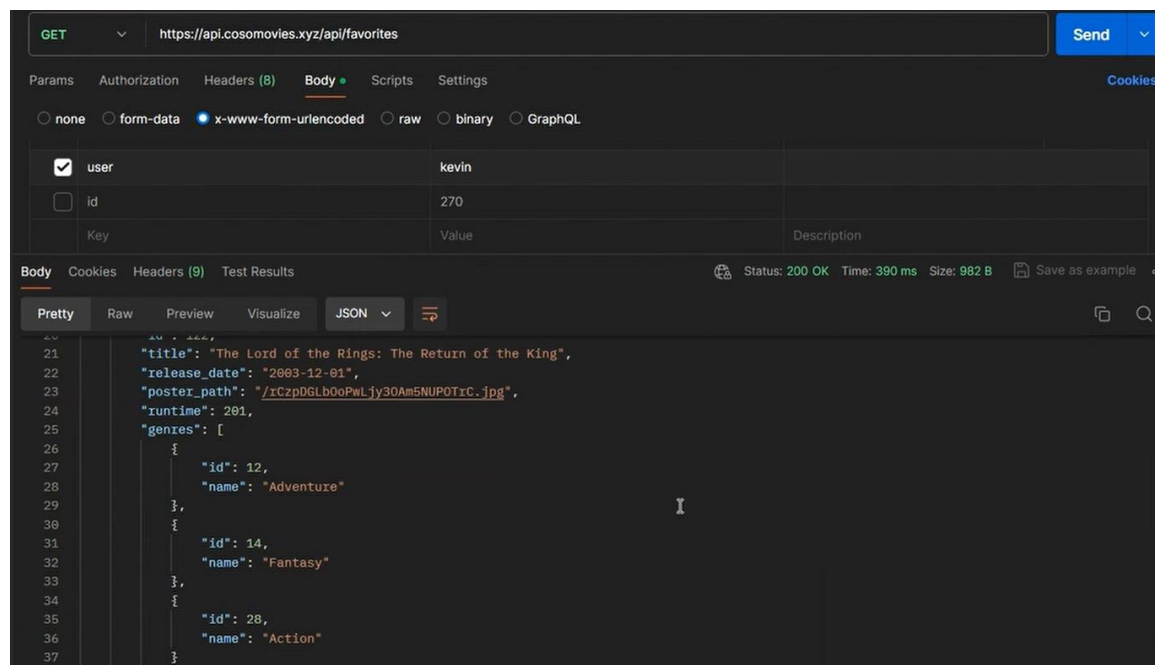 GET https://api.cosomovies.xyz/api/favorites Send
Params Authorization Headers (8) Body Scripts Settings Cookies
none form-data x-www-form-urlencoded raw binary GraphQL
user kevin
id 270
Key Value Description
Body Cookies Headers (9) Test Results Status: 200 OK Time: 390 ms Size: 982 B Save as example
Pretty Raw Preview Visualize JSON
20 "id": 122,
21 "title": "The Lord of the Rings: The Return of the King",
22 "release_date": "2003-12-01",
23 "poster_path": "/rCzpDGLbOoPwLjy3OAm5NUPOTrC.jpg",
24 "runtime": 201,
25 "genres": [
26 {
27 "id": 12,
28 "name": "Adventure"
29 },
30 {
31 "id": 14,
32 "name": "Fantasy"
33 },
34 {
35 "id": 28,
36 "name": "Action"
37 }